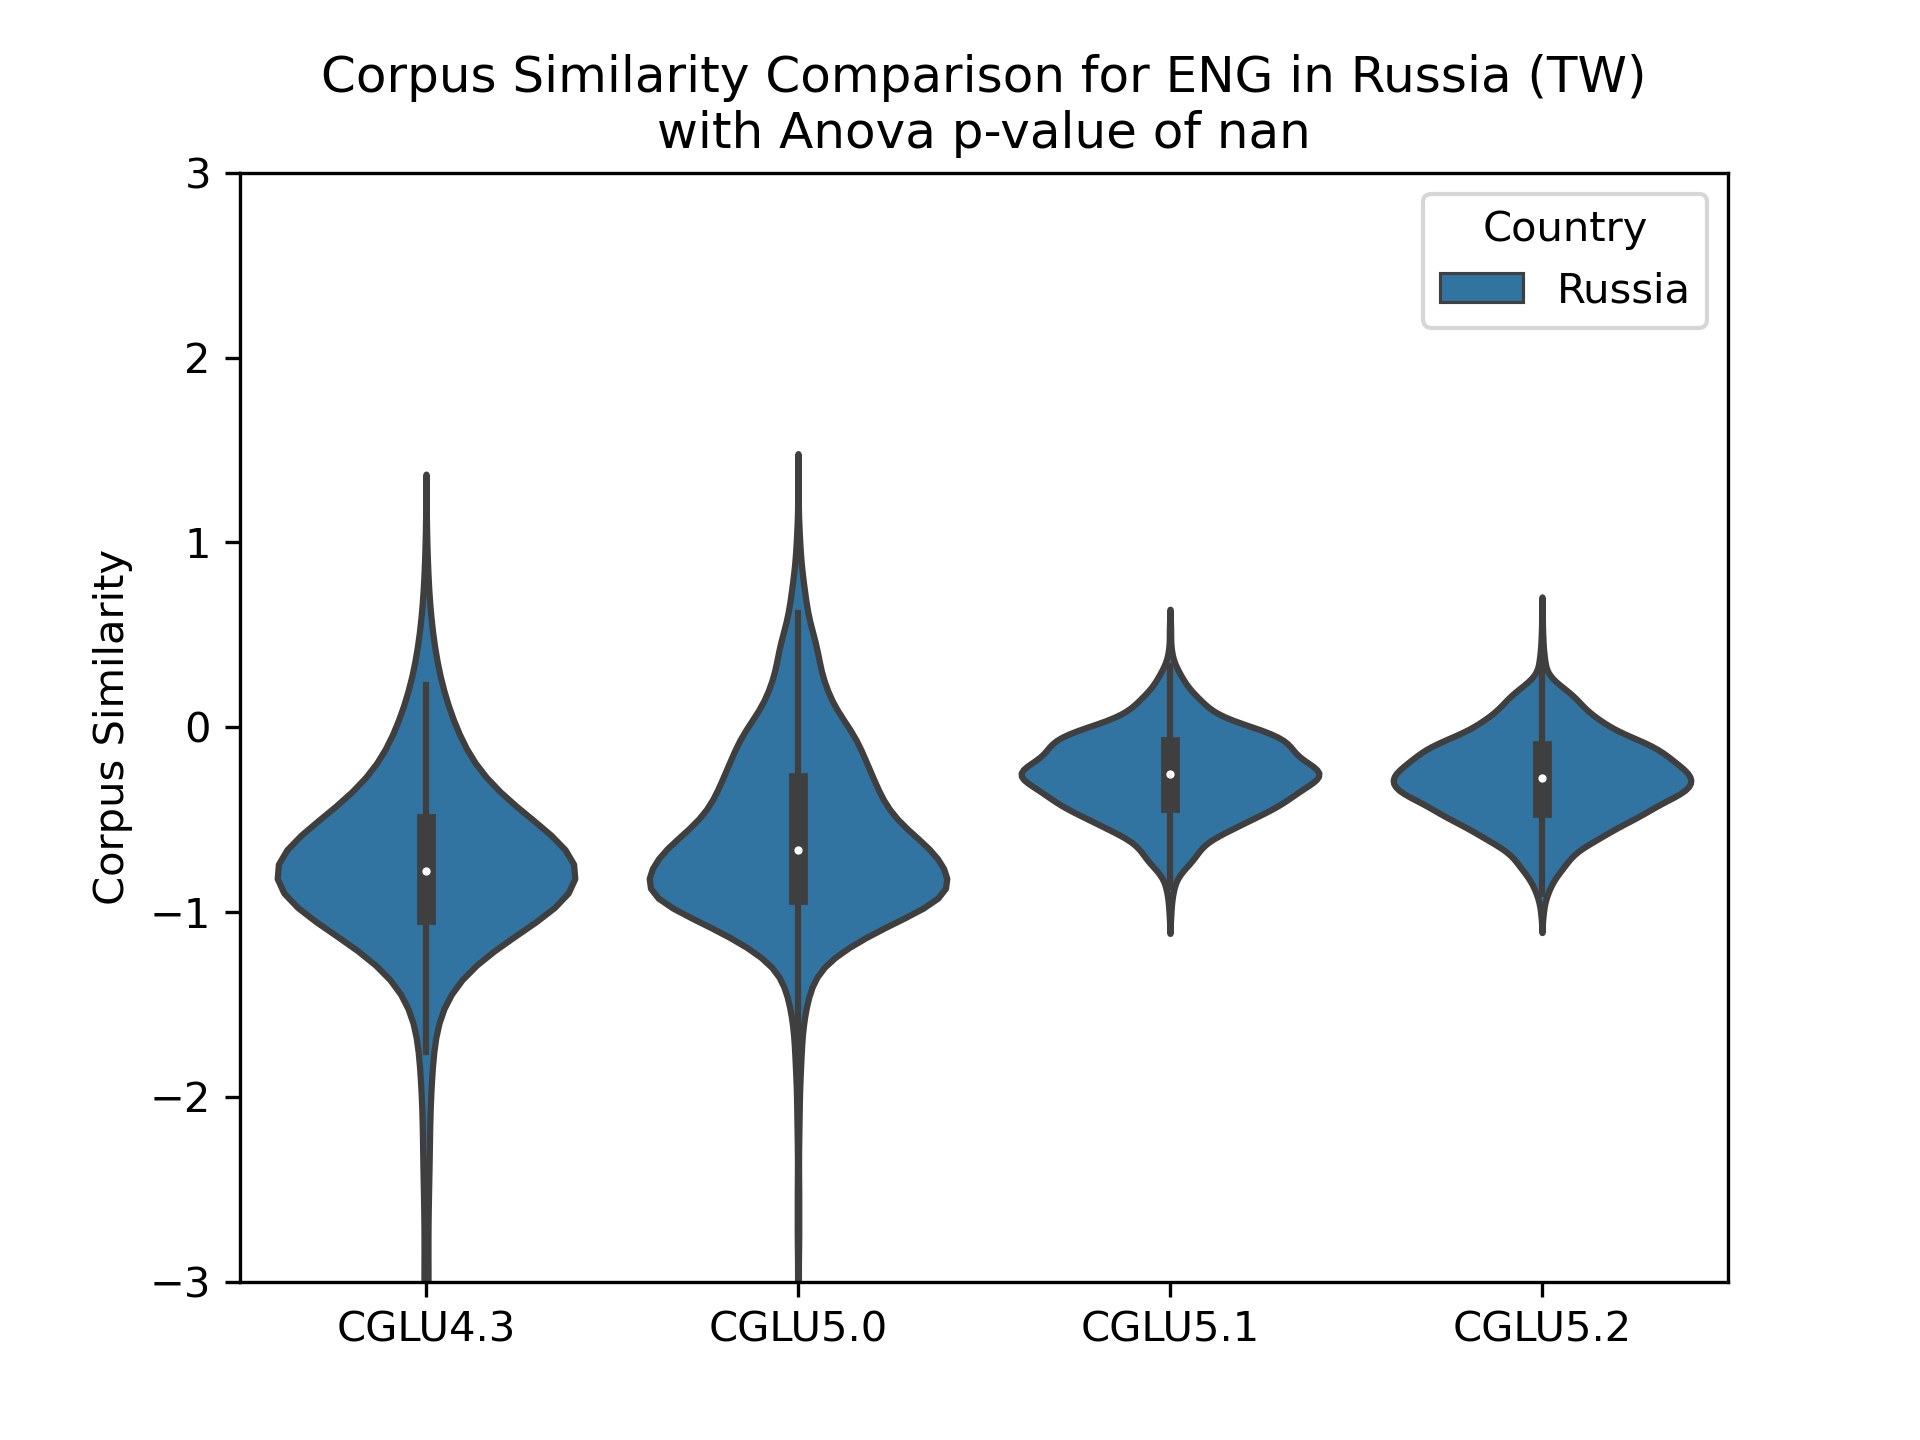 Corpus Similarity Comparison for ENG in Russia (TW)
with Anova p-value of nan
Country
Russia
Corpus Similarity
3
2
1
0
−1
−2
−3
CGLU4.3
CGLU5.0
CGLU5.1
CGLU5.2